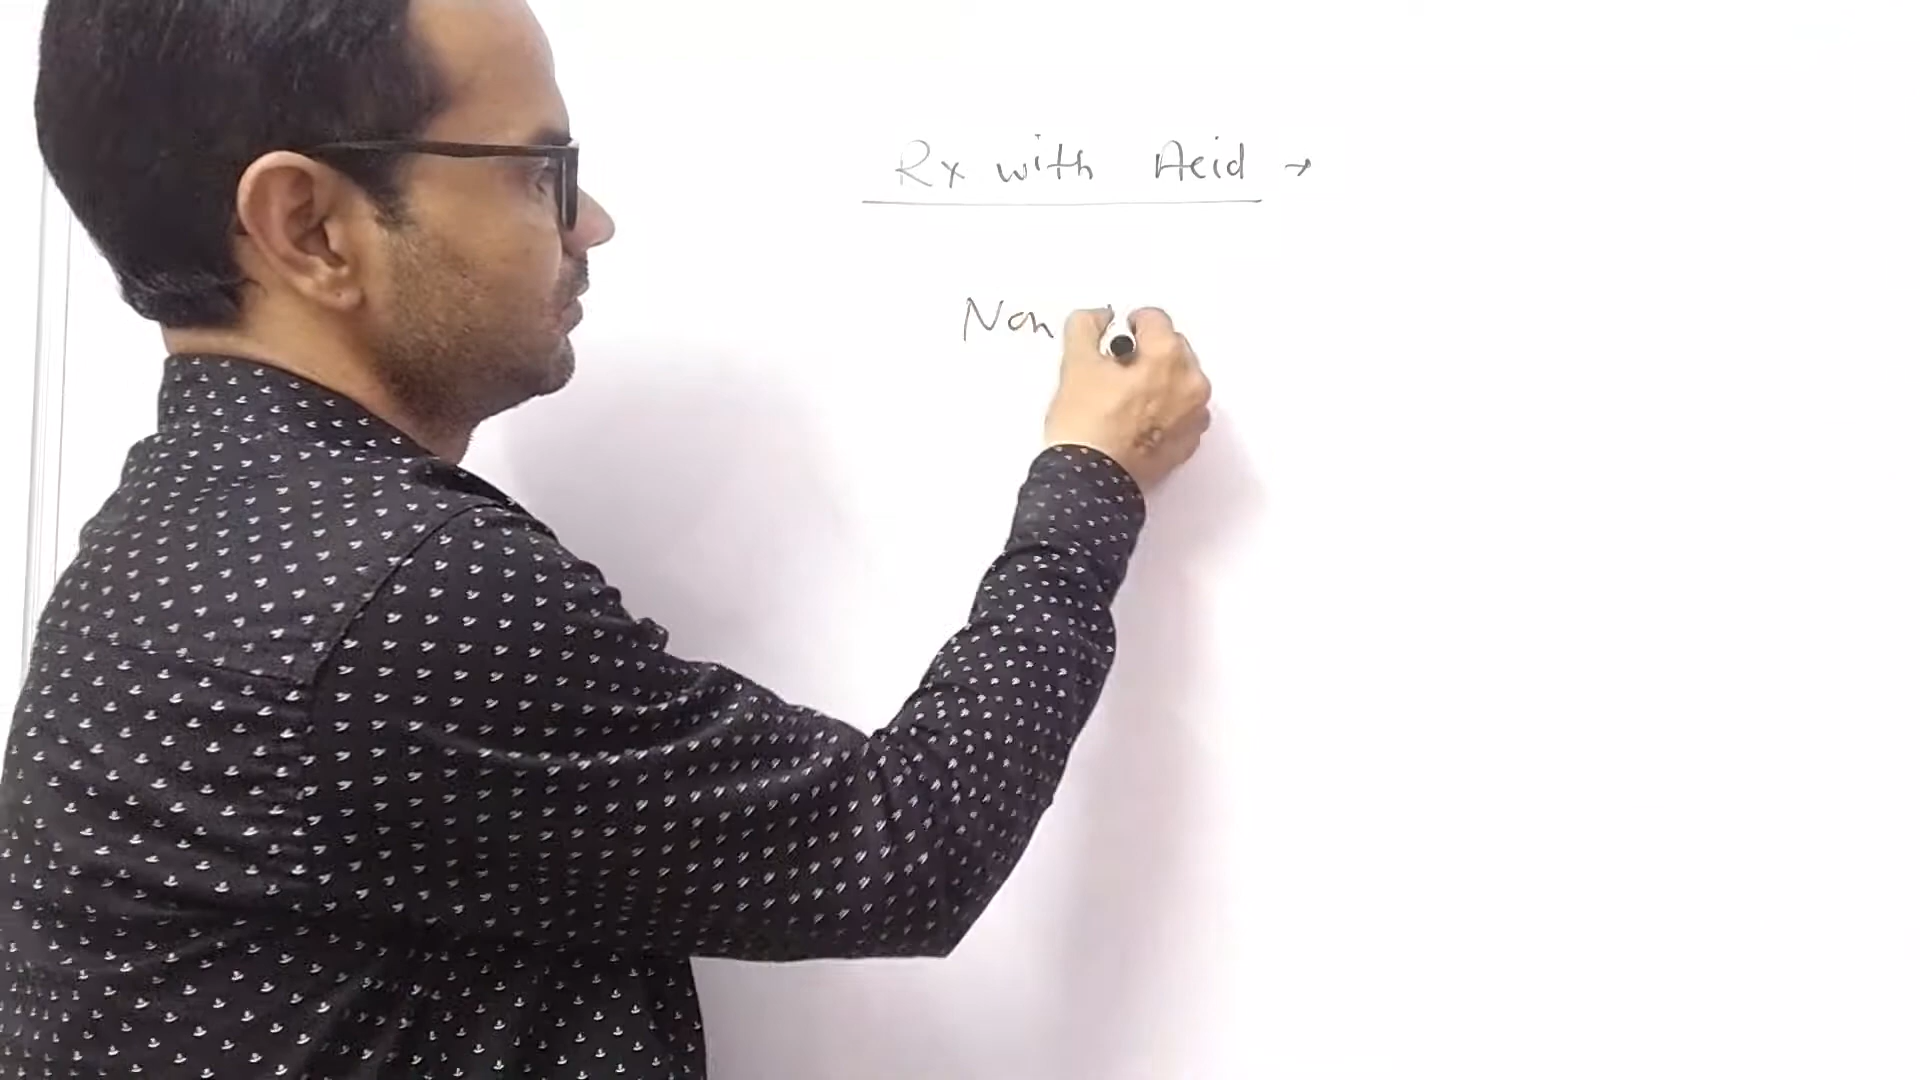 Rx with Acid →
Non